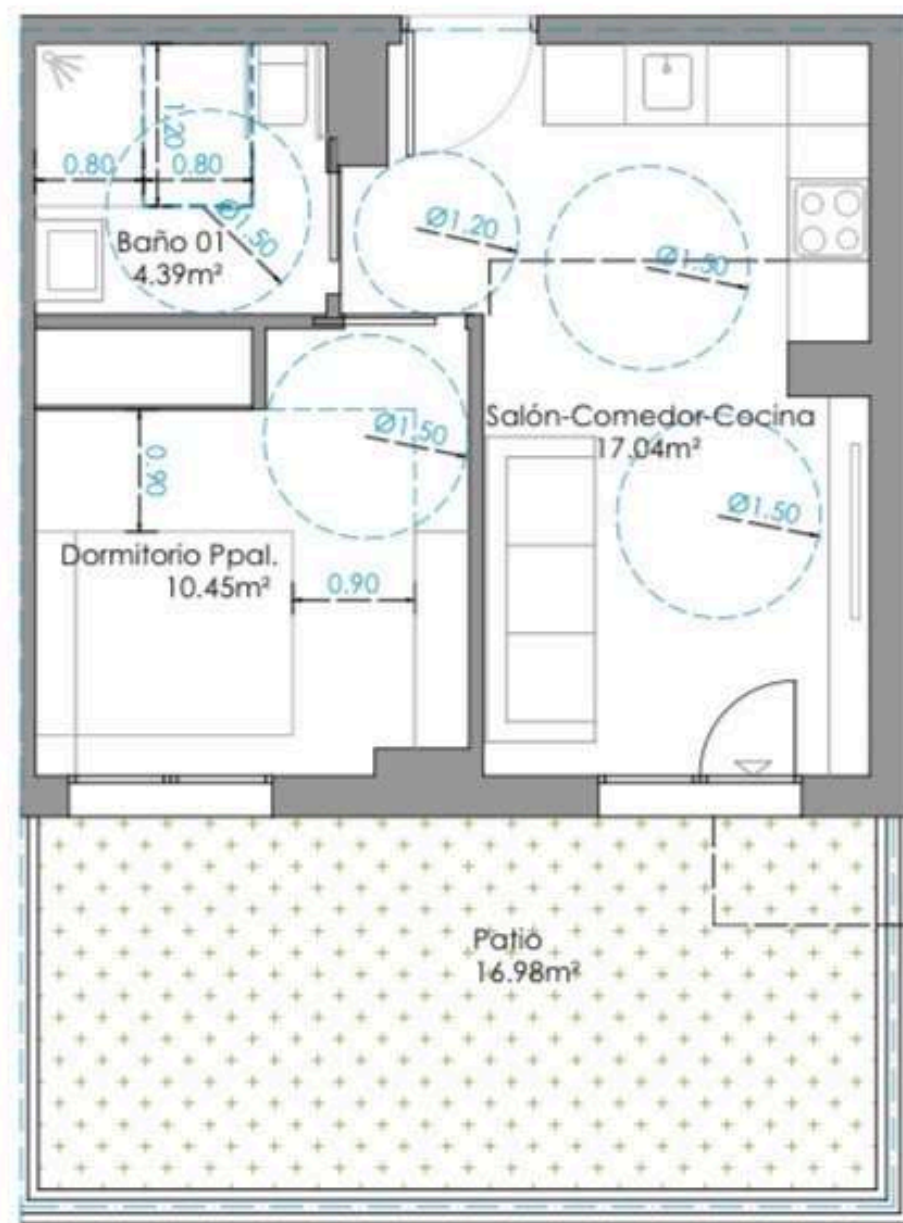 1.20
0.80
0.80
Ø1.50
Baño 01
4.39m²
Ø1.20
Ø1.50
Ø1.50
Salón-Comedor-Cocina
17.04m²
0.90
Ø1.50
Dormitorio Ppal.
10.45m²
0.90
Patio
16.98m²